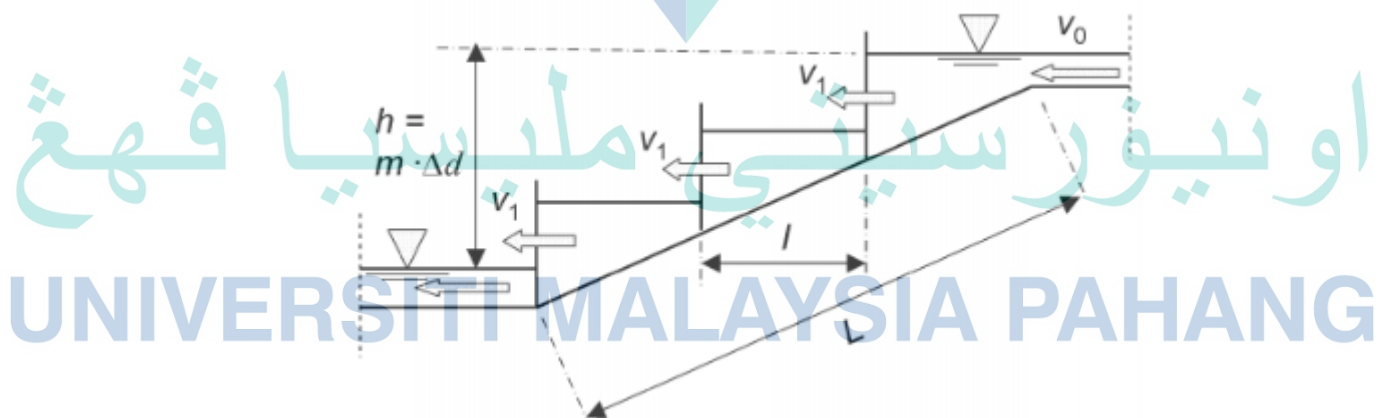 v₀
v₁
h =
m · Δd
v₁
v₁
l
L
اونيۏرسيتي مليسيا ڤهڠ
UNIVERSITI MALAYSIA PAHANG